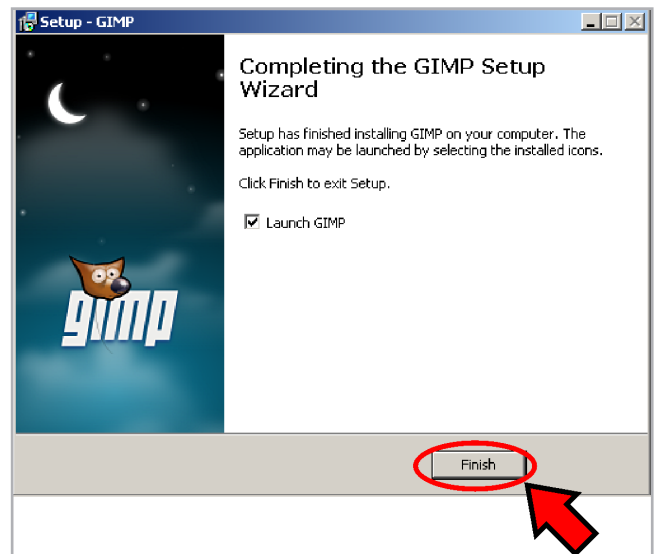 Setup - GIMP
Completing the GIMP Setup
Wizard
Setup has finished installing GIMP on your computer. The
application may be launched by selecting the installed icons.
Click Finish to exit Setup.
Launch GIMP
gimp
Finish